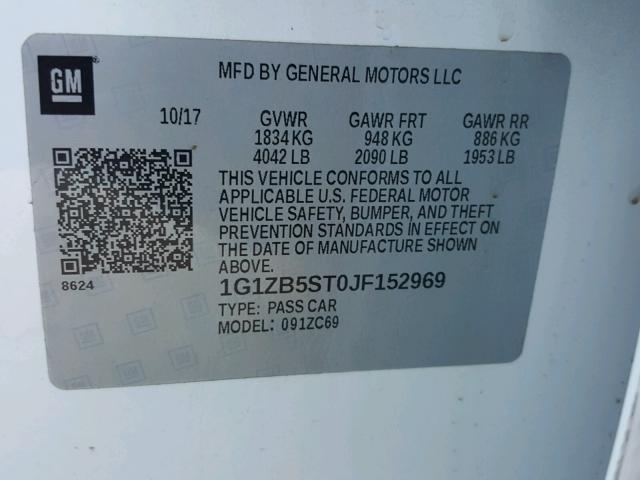 GM
MFD BY GENERAL MOTORS LLC
10/17 GVWR GAWR FRT GAWR RR
1834 KG 948 KG 886 KG
4042 LB 2090 LB 1953 LB
THIS VEHICLE CONFORMS TO ALL
APPLICABLE U.S. FEDERAL MOTOR
VEHICLE SAFETY, BUMPER, AND THEFT
PREVENTION STANDARDS IN EFFECT ON
THE DATE OF MANUFACTURE SHOWN
ABOVE.
8624
1G1ZB5ST0JF152969
TYPE: PASS CAR
MODEL: 091ZC69